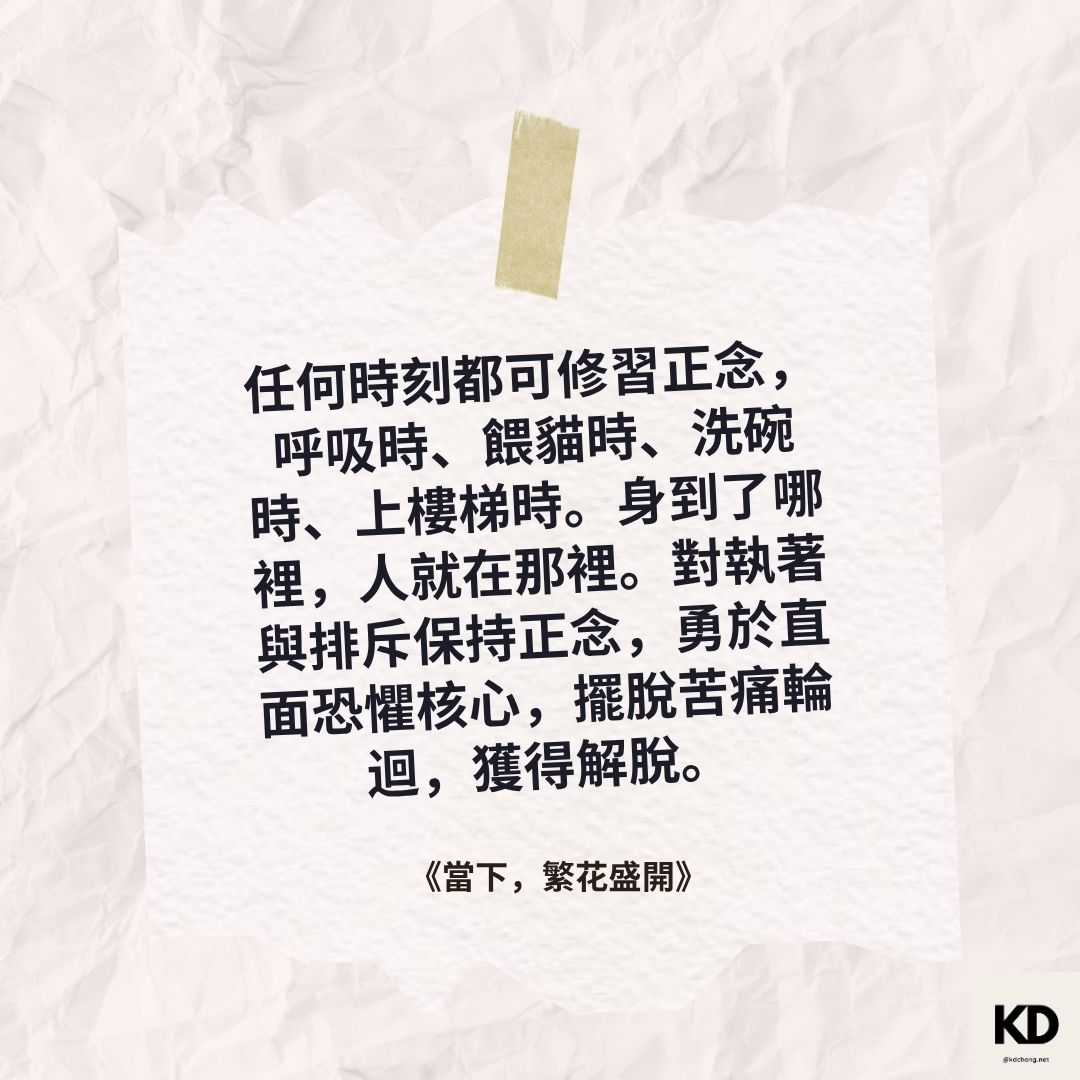 任何時刻都可修習正念，
呼吸時、餵貓時、洗碗
時、上樓梯時。身到了哪
裡，人就在那裡。對執著
與排斥保持正念，勇於直
面恐懼核心，擺脫苦痛輪
迴，獲得解脫。
《當下，繁花盛開》
KD
@kdchong.net